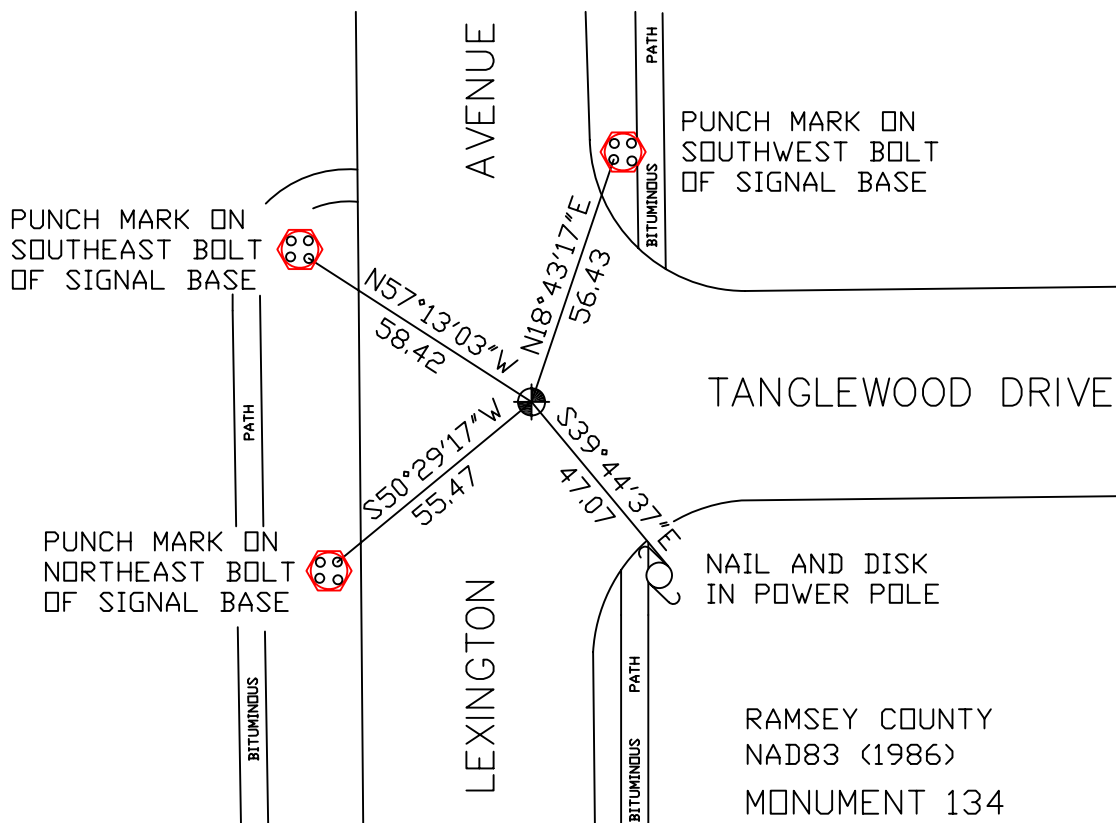 AVENUE
PATH
BITUMINOUS
PUNCH MARK ON
SOUTHWEST BOLT
OF SIGNAL BASE
PUNCH MARK ON
SOUTHEAST BOLT
OF SIGNAL BASE
N57°13'03"W
58.42
N18°43'17"E
56.43
TANGLEWOOD DRIVE
PATH
S50°29'17"W
55.47
S39°44'37"E
47.07
PUNCH MARK ON
NORTHEAST BOLT
OF SIGNAL BASE
NAIL AND DISK
IN POWER POLE
LEXINGTON
PATH
BITUMINOUS
BITUMINOUS
RAMSEY COUNTY
NAD83 (1986)
MONUMENT 134